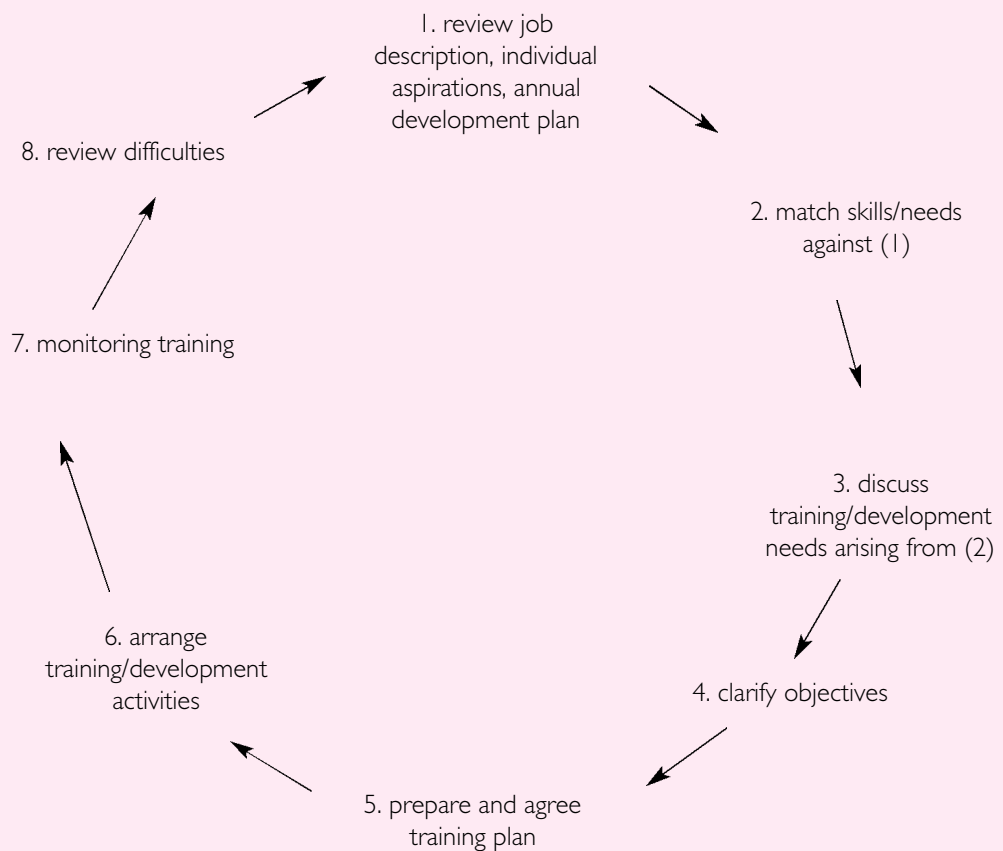 1. review job
description, individual
aspirations, annual
development plan
2. match skills/needs
against (1)
3. discuss
training/development
needs arising from (2)
4. clarify objectives
5. prepare and agree
training plan
6. arrange
training/development
activities
7. monitoring training
8. review difficulties